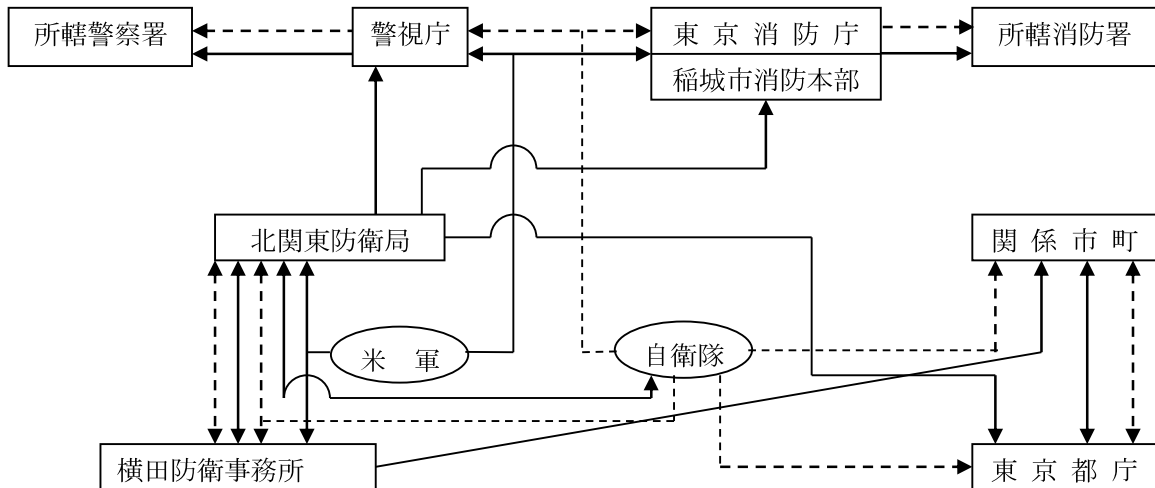 所轄警察署
警視庁
東京消防庁
所轄消防署
稲城市消防本部
北関東防衛局
関係市町
米 軍
自衛隊
横田防衛事務所
東京都庁